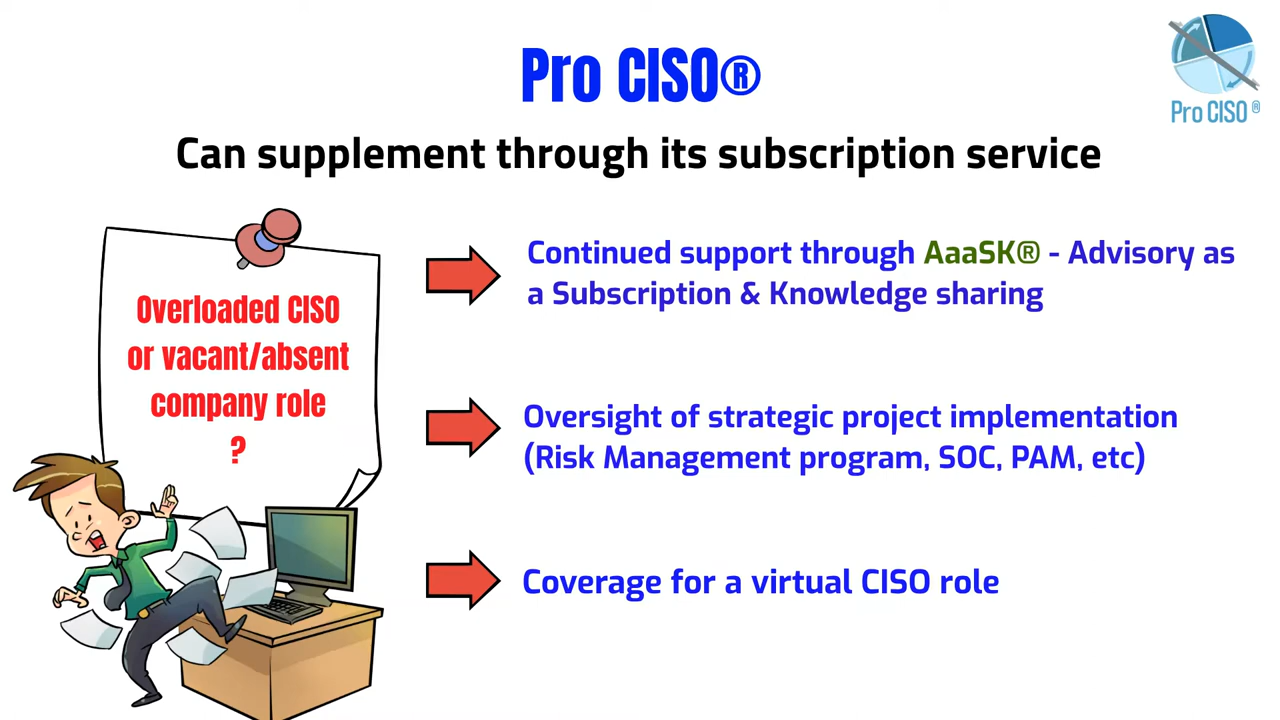 Pro CISO®
Pro CISO ®
Can supplement through its subscription service
Overloaded CISO
or vacant/absent
company role
?
Continued support through AaaSK® - Advisory as
a Subscription & Knowledge sharing
Oversight of strategic project implementation
(Risk Management program, SOC, PAM, etc)
Coverage for a virtual CISO role